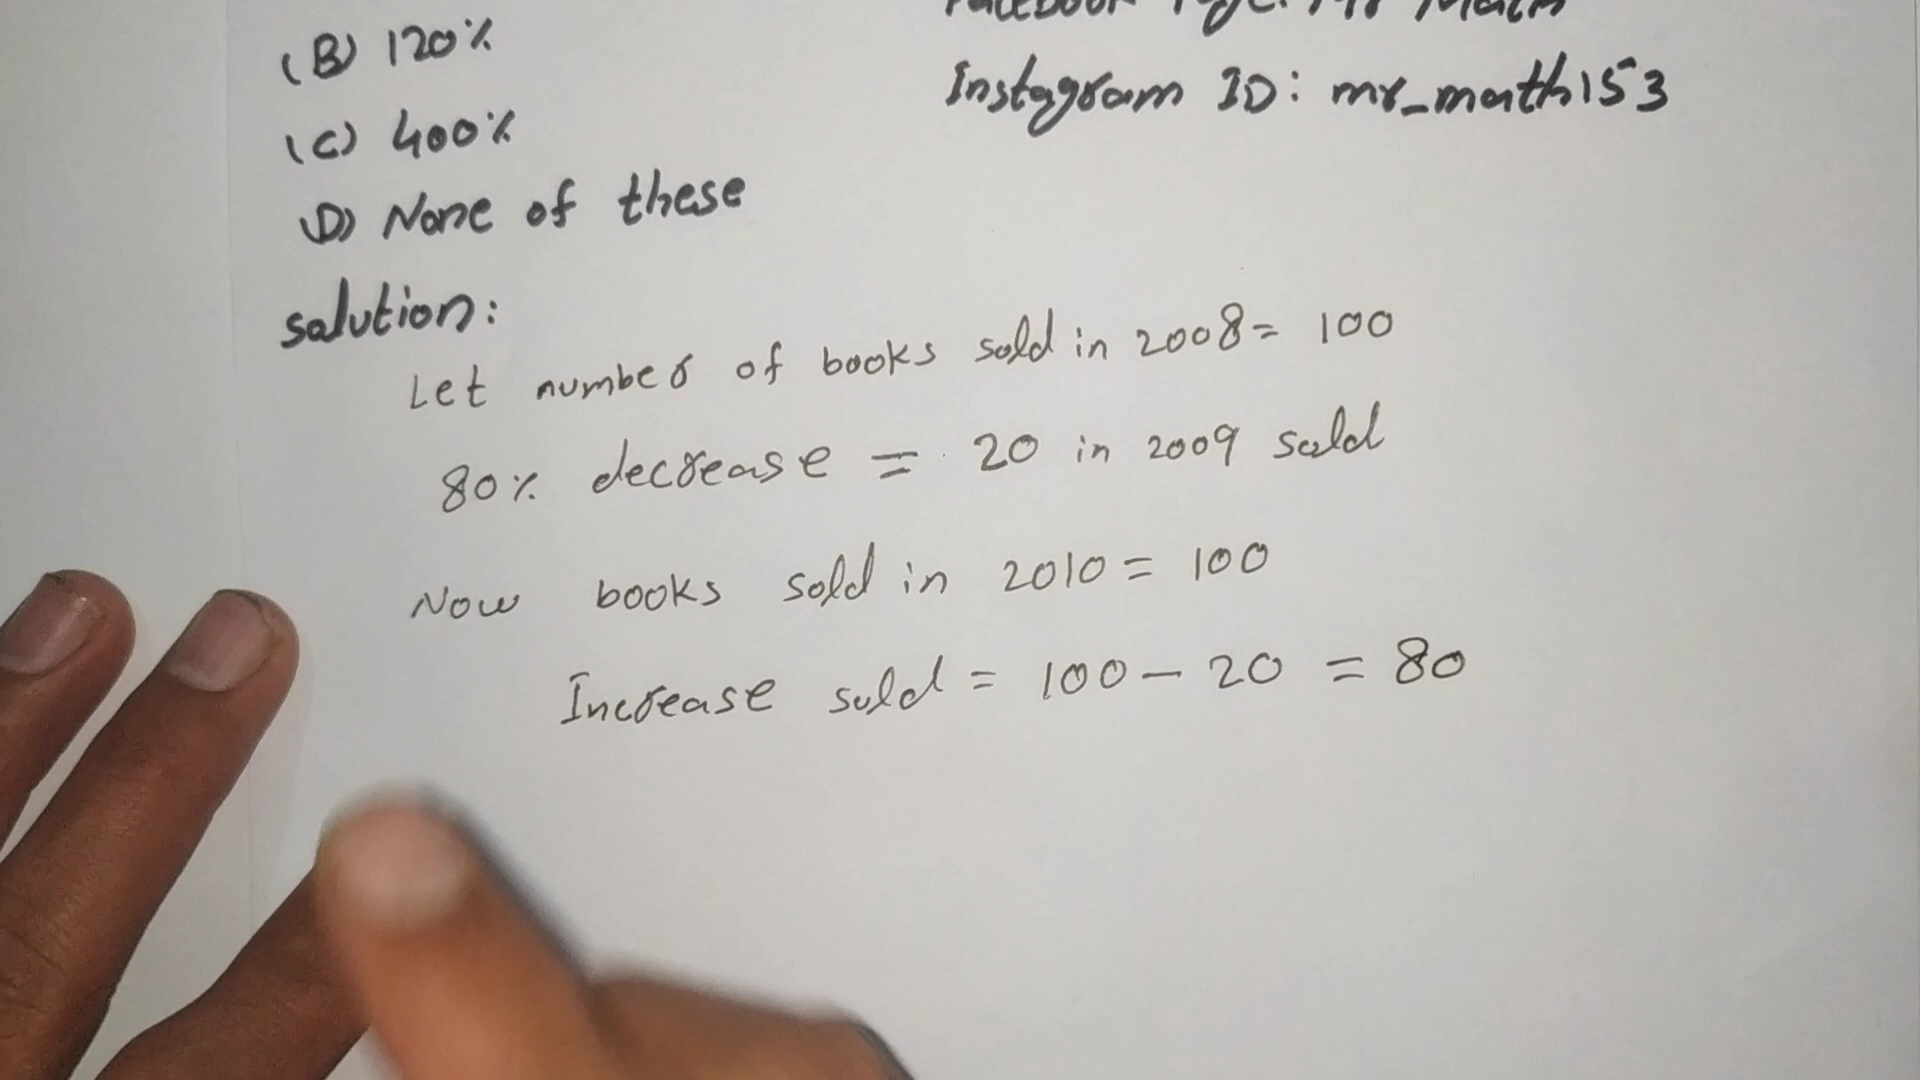 (B) 120%
Instagram ID: mr_math153
(C) 400%
(D) None of these
solution:
Let number of books sold in 2008 = 100
80% decrease = 20 in 2009 sold
Now books sold in 2010 = 100
Increase sold = 100 - 20 = 80